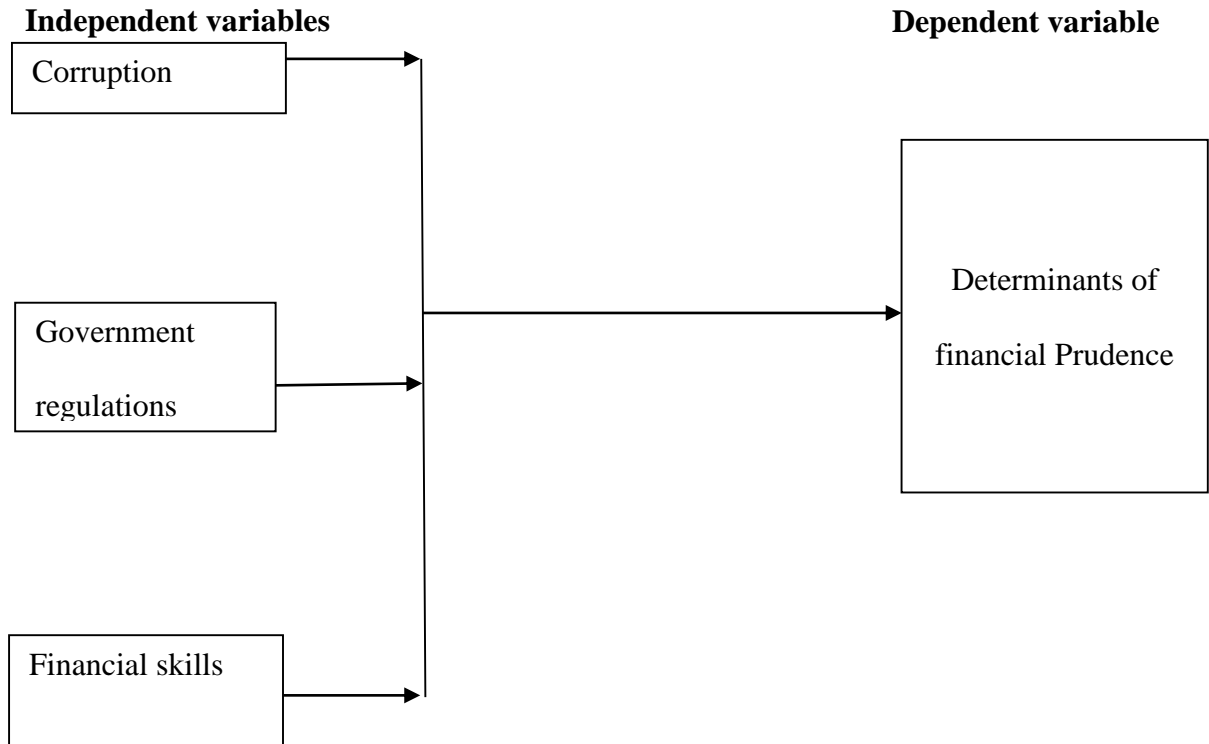 Independent variables
Dependent variable
Corruption
Government
regulations
Financial skills
Determinants of
financial Prudence